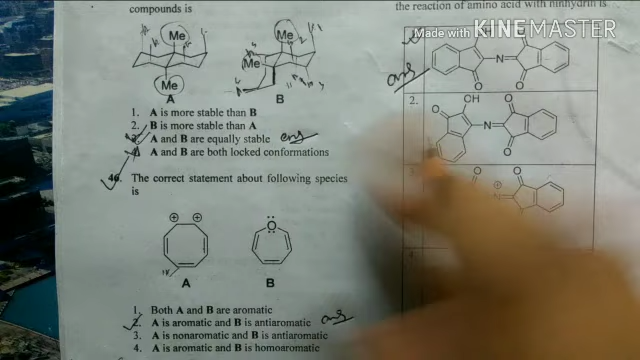 compounds is
Me
Me
A
Me
Me
B
1. A is more stable than B
2. B is more stable than A
3. A and B are equally stable ans
4. A and B are both locked conformations
46. The correct statement about following species
is
A
O
B
1. Both A and B are aromatic
2. A is aromatic and B is antiaromatic ans
3. A is nonaromatic and B is antiaromatic
4. A is aromatic and B is homoaromatic
the reaction of amino acid with ninhydrin is
Made with KINEMASTER
ans
N
O
O
2.
OH
O
O
N
O
O
3
O
N
4